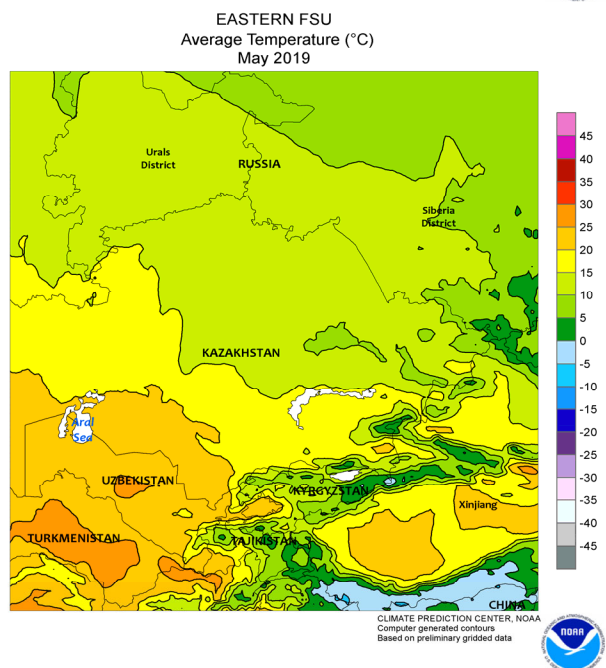 EASTERN FSU
Average Temperature (°C)
May 2019
Urals
District
RUSSIA
Siberia
District
KAZAKHSTAN
Aral
Sea
UZBEKISTAN
KYRGYZSTAN
Xinjiang
TURKMENISTAN
TAJIKISTAN
CHINA
45
40
35
30
25
20
15
10
5
0
-5
-10
-15
-20
-25
-30
-35
-40
-45
CLIMATE PREDICTION CENTER, NOAA
Computer generated contours
Based on preliminary gridded data
NOAA